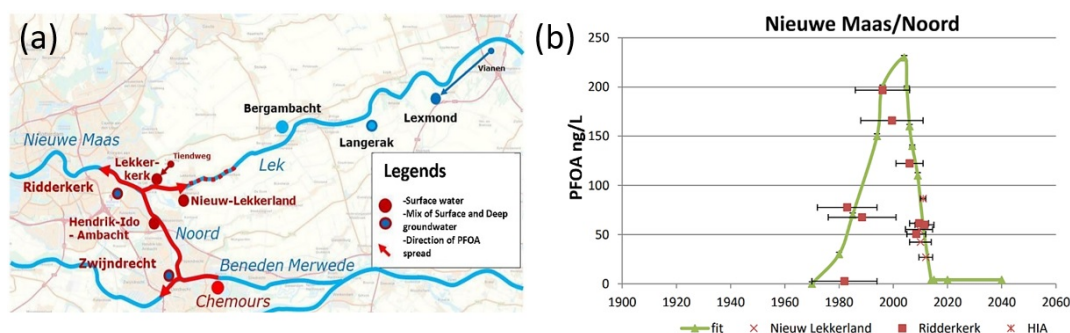 (a)
Vianen
Bergambacht
Lexmond
Langerak
Nieuwe Maas
Lekker-
kerk
Tiendweg
Lek
Ridderkerk
Nieuw-Lekkerland
Hendrik-Ido
- Ambacht
Noord
Zwijndrecht
Beneden Merwede
Chemours
Legends
-Surface water
-Mix of Surface and Deep
groundwater
-Direction of PFOA
spread
(b)
Nieuwe Maas/Noord
PFOA ng/L
250
200
150
100
50
0
1900 1920 1940 1960 1980 2000 2020 2040 2060
fit Nieuw Lekkerland Ridderkerk HIA